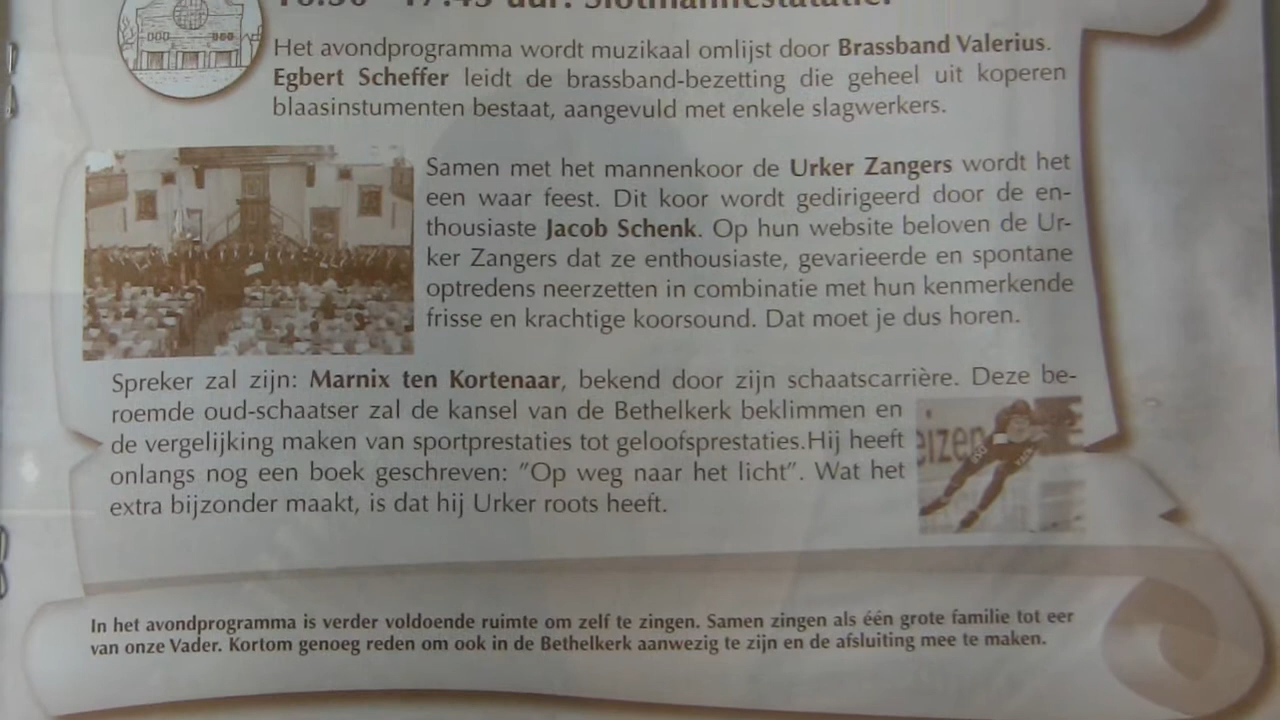 Het avondprogramma wordt muzikaal omlijst door Brassband Valerius.
Egbert Scheffer leidt de brassband-bezetting die geheel uit koperen
blaasinstumenten bestaat, aangevuld met enkele slagwerkers.
Samen met het mannenkoor de Urker Zangers wordt het
een waar feest. Dit koor wordt gedirigeerd door de en-
thousiaste Jacob Schenk. Op hun website beloven de Ur-
ker Zangers dat ze enthousiaste, gevarieerde en spontane
optredens neerzetten in combinatie met hun kenmerkende
frisse en krachtige koorsound. Dat moet je dus horen.
Spreker zal zijn: Marnix ten Kortenaar, bekend door zijn schaatscarrière. Deze be-
roemde oud-schaatser zal de kansel van de Bethelkerk beklimmen en
de vergelijking maken van sportprestaties tot geloofsprestaties.Hij heeft
onlangs nog een boek geschreven: "Op weg naar het licht". Wat het
extra bijzonder maakt, is dat hij Urker roots heeft.
In het avondprogramma is verder voldoende ruimte om zelf te zingen. Samen zingen als één grote familie tot eer
van onze Vader. Kortom genoeg reden om ook in de Bethelkerk aanwezig te zijn en de afsluiting mee te maken.